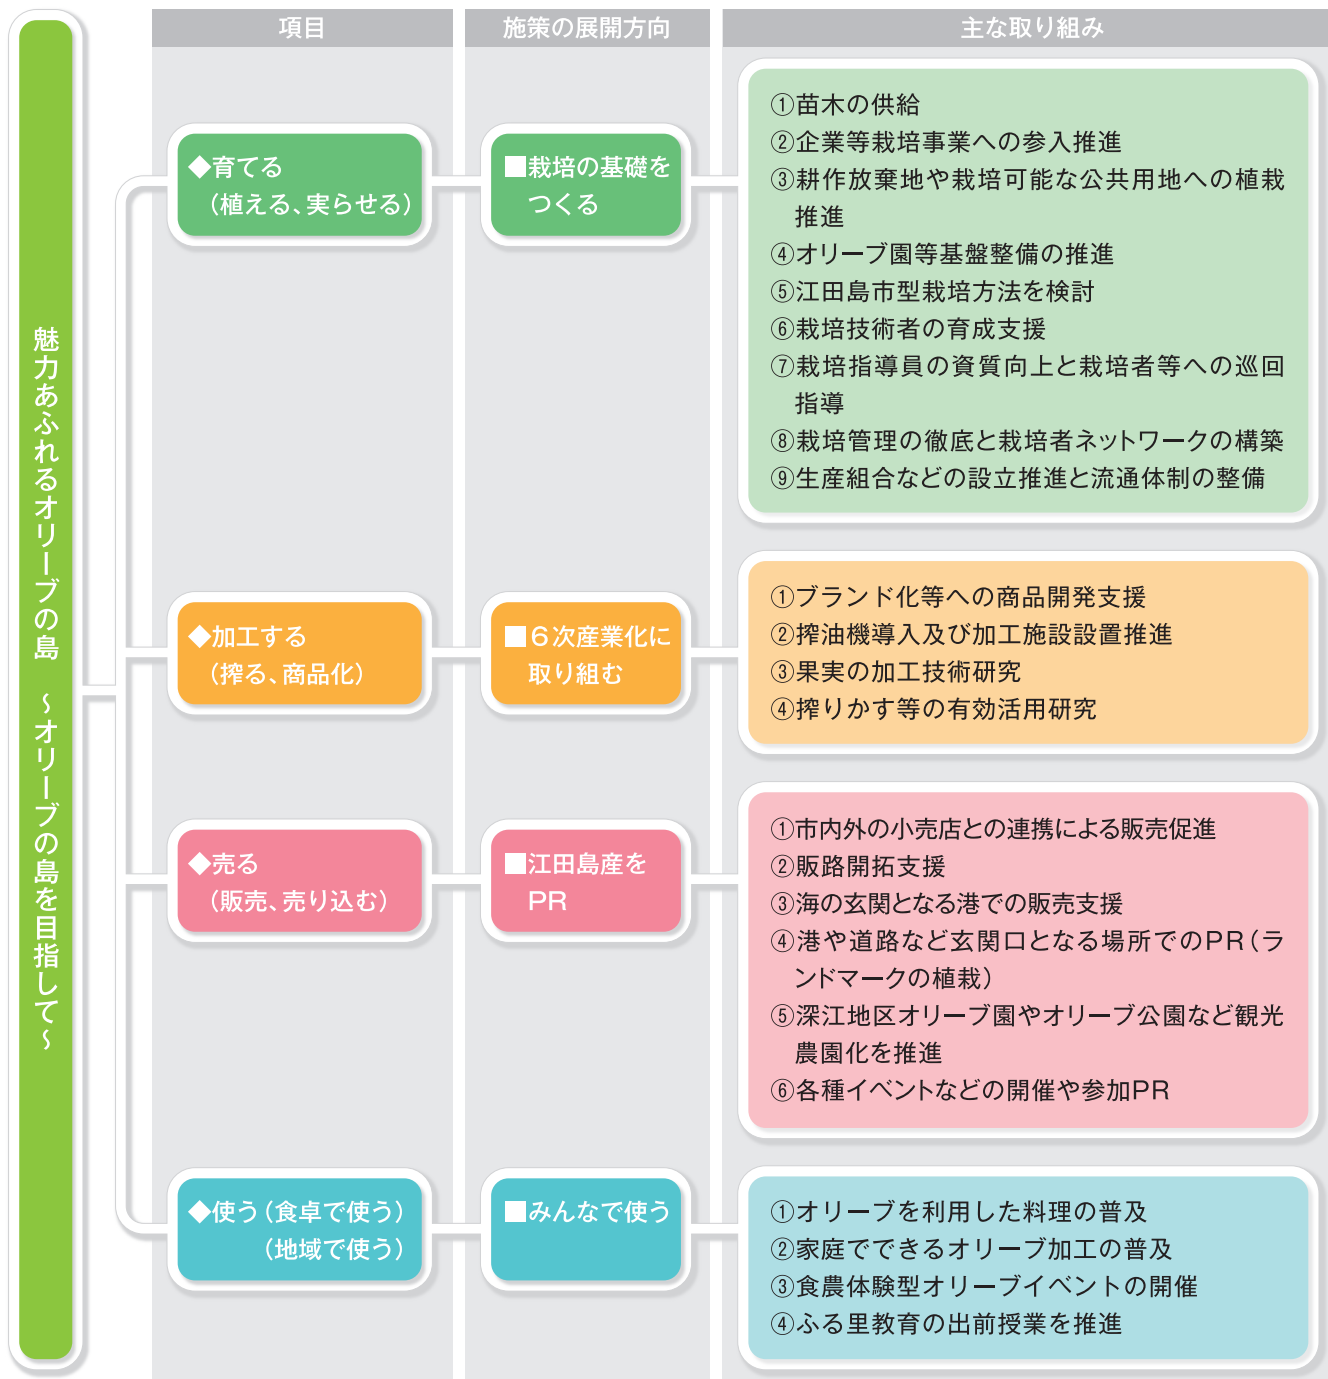 魅力あふれるオリーブの島　～オリーブの島を目指して～
項目
施策の展開方向
主な取り組み
◆育てる
（植える、実らせる）
■栽培の基礎を
つくる
①苗木の供給
②企業等栽培事業への参入推進
③耕作放棄地や栽培可能な公共用地への植栽
推進
④オリーブ園等基盤整備の推進
⑤江田島市型栽培方法を検討
⑥栽培技術者の育成支援
⑦栽培指導員の資質向上と栽培者等への巡回
指導
⑧栽培管理の徹底と栽培者ネットワークの構築
⑨生産組合などの設立推進と流通体制の整備
◆加工する
（搾る、商品化）
■６次産業化に
取り組む
①ブランド化等への商品開発支援
②搾油機導入及び加工施設設置推進
③果実の加工技術研究
④搾りかす等の有効活用研究
◆売る
（販売、売り込む）
■江田島産を
PR
①市内外の小売店との連携による販売促進
②販路開拓支援
③海の玄関となる港での販売支援
④港や道路など玄関口となる場所でのPR（ラ
ンドマークの植栽）
⑤深江地区オリーブ園やオリーブ公園など観光
農園化を推進
⑥各種イベントなどの開催や参加PR
◆使う（食卓で使う）
（地域で使う）
■みんなで使う
①オリーブを利用した料理の普及
②家庭でできるオリーブ加工の普及
③食農体験型オリーブイベントの開催
④ふる里教育の出前授業を推進